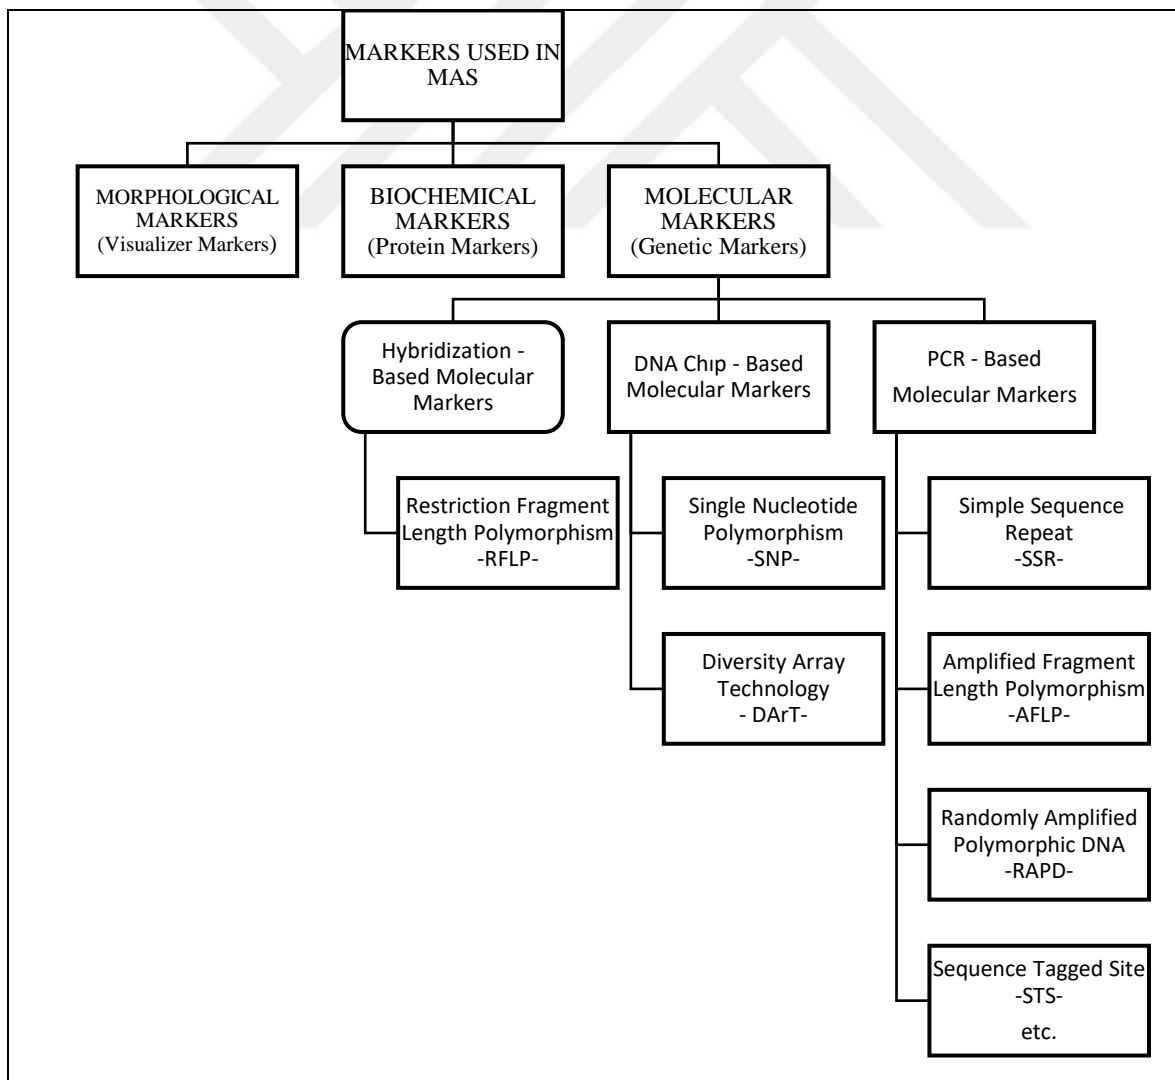 MARKERS USED IN
MAS
MORPHOLOGICAL
MARKERS
(Visualizer Markers)
BIOCHEMICAL
MARKERS
(Protein Markers)
MOLECULAR
MARKERS
(Genetic Markers)
Hybridization -
Based Molecular
Markers
DNA Chıp - Based
Molecular Markers
PCR - Based
Molecular Markers
Restriction Fragment
Length Polymorphism
-RFLP-
Single Nucleotide
Polymorphism
-SNP-
Simple Sequence
Repeat
-SSR-
Diversity Array
Technology
- DArT-
Amplified Fragment
Length Polymorphism
-AFLP-
Randomly Amplified
Polymorphic DNA
-RAPD-
Sequence Tagged Site
-STS-
etc.